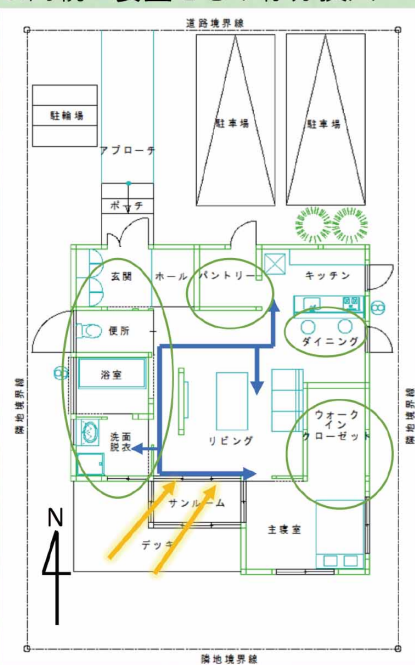 道路境界線
駐輪場
駐車場
駐車場
アプローチ
ポーチ
玄関
ホール
パントリー
キッチン
便所
ダイニング
浴室
隣地境界線
隣地境界線
リビング
ウォーク
イン
クローゼット
洗面
脱衣
サンルーム
主寝室
デッキ
N
隣地境界線